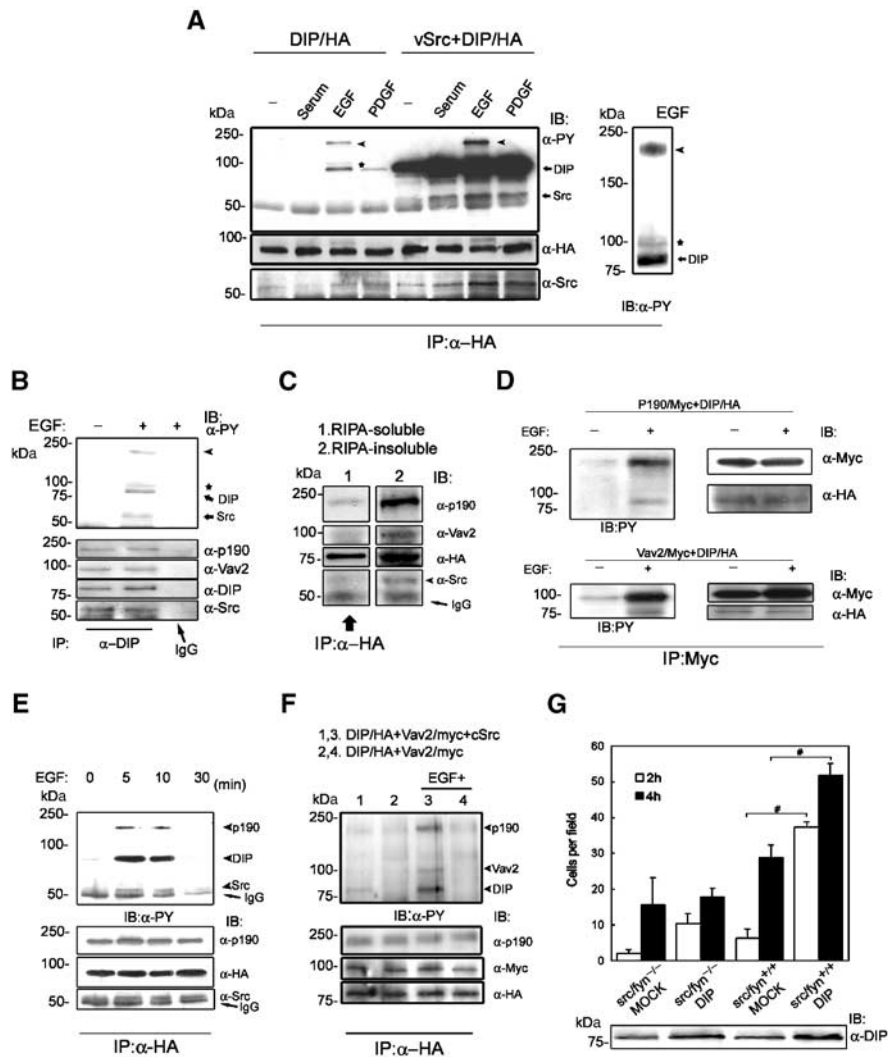 A
DIP/HA vSrc+DIP/HA
– Serum EGF PDGF – Serum EGF PDGF
kDa IB: kDa EGF
250- α-PY 250-
100- DIP 150-
50- Src 100-
100- α-HA 75- DIP
50- α-Src IB:α-PY
IP:α–HA
B
EGF: – + + IB: α-PY
kDa
250-
100-
75- DIP
50- Src
250- α-p190
100- α-Vav2
75- α-DIP
50- α-Src
IP: α–DIP IgG
C
1.RIPA-soluble
2.RIPA-insoluble
kDa 1 2 IB:
250- α-p190
100- α-Vav2
75- α-HA
50- α-Src
IgG
IP:α–HA
D
P190/Myc+DIP/HA
EGF: – + – + IB:
kDa
250- α-Myc
100-
75- α-HA
IB:PY
Vav2/Myc+DIP/HA
EGF: – + – + IB:
100- α-Myc
75- α-HA
IB:PY
IP:Myc
E
EGF: 0 5 10 30 (min)
kDa
250- p190
100- DIP
75-
50- Src
IgG
IB:α-PY IB:
250- α-p190
100-
75- α-HA
50- α-Src
IgG
IP:α-HA
F
1,3. DIP/HA+Vav2/myc+cSrc
2,4. DIP/HA+Vav2/myc
EGF+
kDa 1 2 3 4
250- p190
100- Vav2
75- DIP
IB:α-PY IB:
250- α-p190
100- α-Myc
75- α-HA
IP:α–HA
G
Cells per field
60
50
40
30
20
10
0
2h
4h
# #
src/fyn−/− MOCK
src/fyn−/− DIP
src/fyn+/+ MOCK
src/fyn+/+ DIP
kDa IB:
75- α-DIP